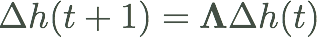 Δh(t + 1) = ΛΔh(t)